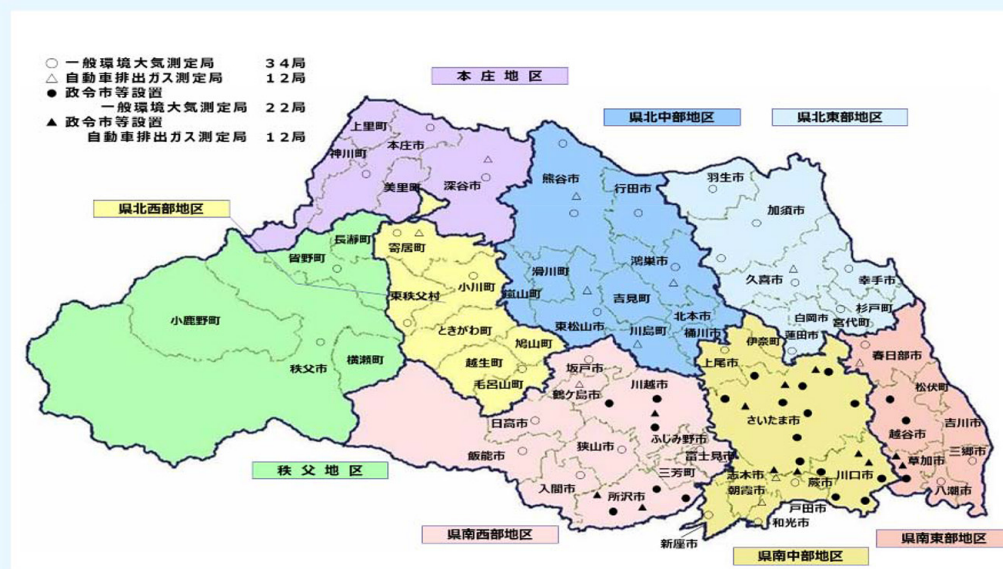 ○ 一般環境大気測定局 34局
△ 自動車排出ガス測定局 12局
● 政令市等設置
一般環境大気測定局 22局
▲ 政令市等設置
自動車排出ガス測定局 12局
本庄地区
県北中部地区
県北東部地区
県北西部地区
上里町
本庄市
神川町
美里町
深谷市
熊谷市
行田市
羽生市
加須市
長瀞町
皆野町
寄居町
小川町
東秩父村
滑川町
嵐山町
鴻巣市
吉見町
久喜市
幸手市
杉戸町
宮代町
白岡市
蓮田市
北本市
桶川市
小鹿野町
秩父市
横瀬町
ときがわ町
鳩山町
東松山市
川島町
越生町
毛呂山町
坂戸市
鶴ヶ島市
川越市
上尾市
伊奈町
春日部市
松伏町
さいたま市
日高市
飯能市
狭山市
入間市
所沢市
ふじみ野市
富士見市
三芳町
志木市
朝霞市
蕨市
川口市
戸田市
和光市
新座市
越谷市
吉川市
三郷市
草加市
八潮市
秩父地区
県南西部地区
県南中部地区
県南東部地区